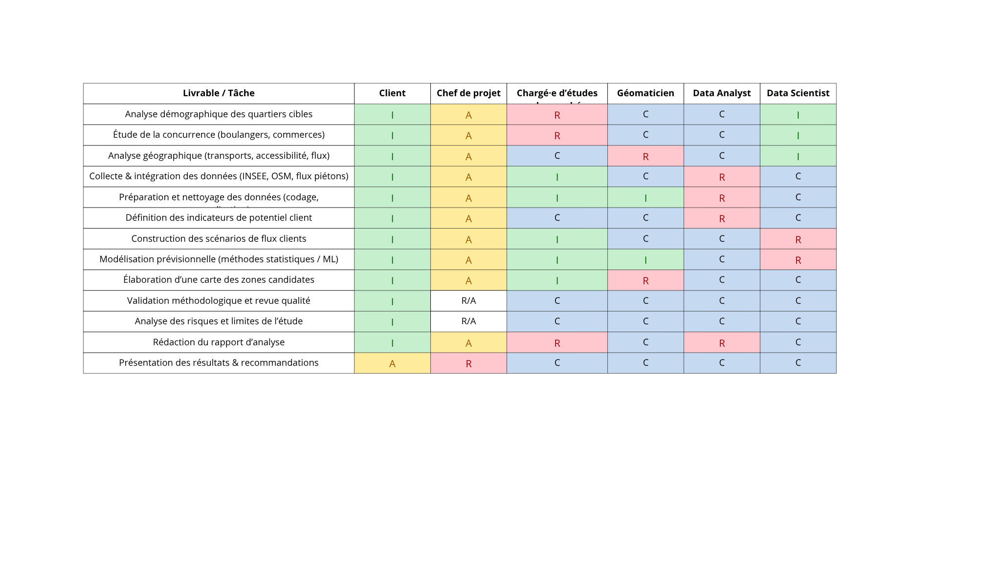 Livrable / Tâche Client Chef de projet Chargé·e d’études Géomaticien Data Analyst Data Scientist
Analyse démographique des quartiers cibles I A R C C I
Étude de la concurrence (boulangers, commerces) I A R C C I
Analyse géographique (transports, accessibilité, flux) I A C R C I
Collecte & intégration des données (INSEE, OSM, flux piétons) I A I C R C
Préparation et nettoyage des données (codage, I A I I R C
Définition des indicateurs de potentiel client I A C C R C
Construction des scénarios de flux clients I A I C C R
Modélisation prévisionnelle (méthodes statistiques / ML) I A I I C R
Élaboration d’une carte des zones candidates I A I R C C
Validation méthodologique et revue qualité I R/A C C C C
Analyse des risques et limites de l’étude I R/A C C C C
Rédaction du rapport d’analyse I A R C R C
Présentation des résultats & recommandations A R C C C C